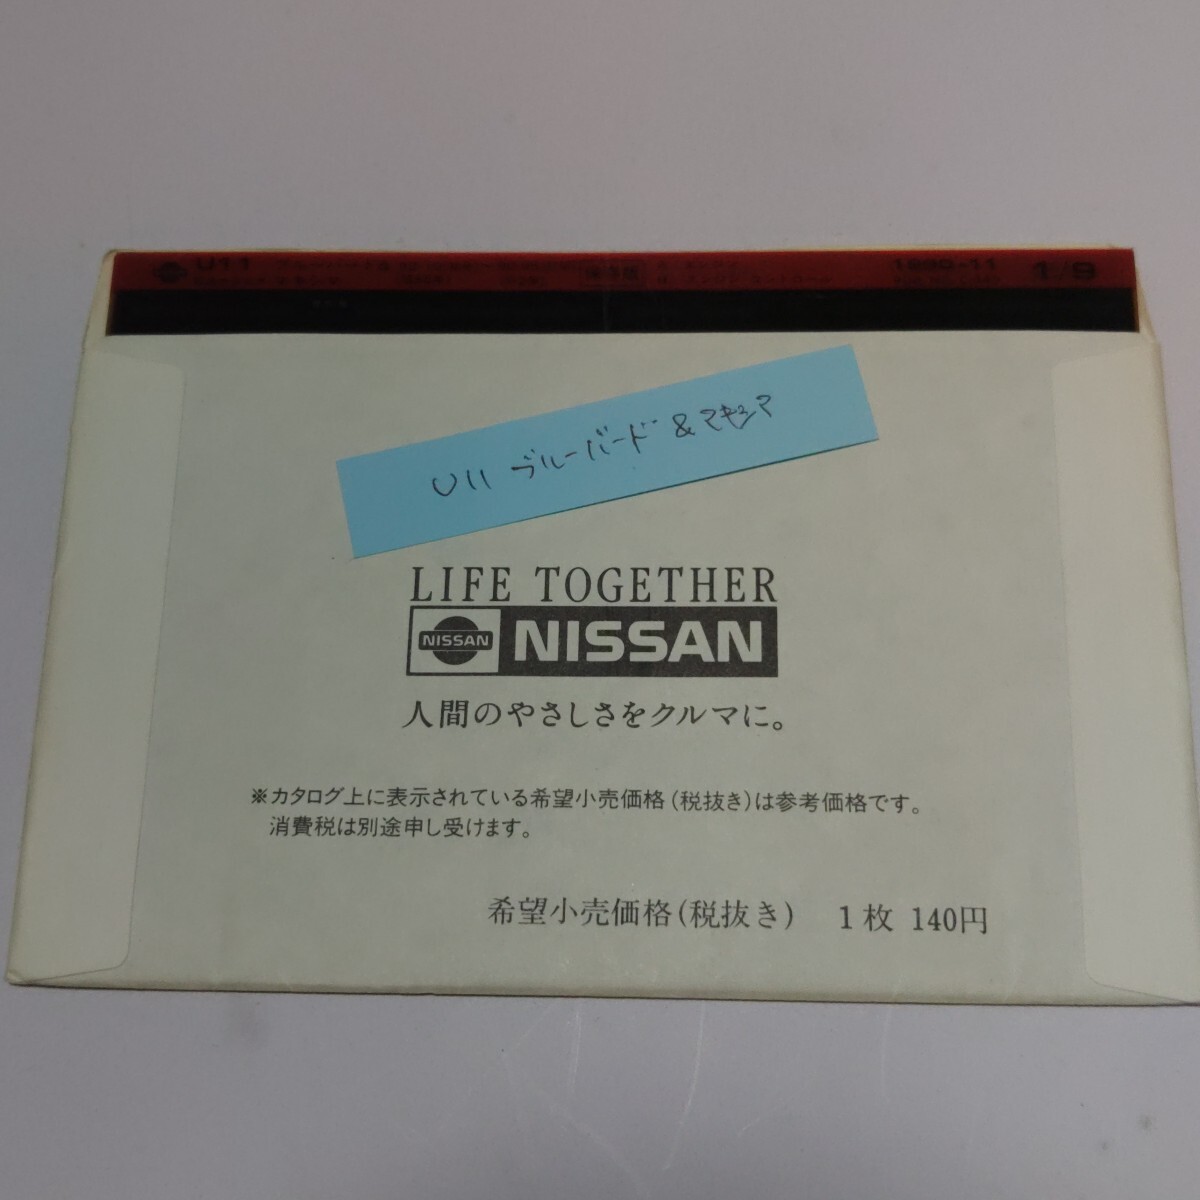 U11
保存版
1/9
U11 ブルーバード & マキシマ
LIFE TOGETHER
NISSAN NISSAN
人間のやさしさをクルマに。
※カタログ上に表示されている希望小売価格(税抜き)は参考価格です。
消費税は別途申し受けます。
希望小売価格(税抜き) 1枚 140円